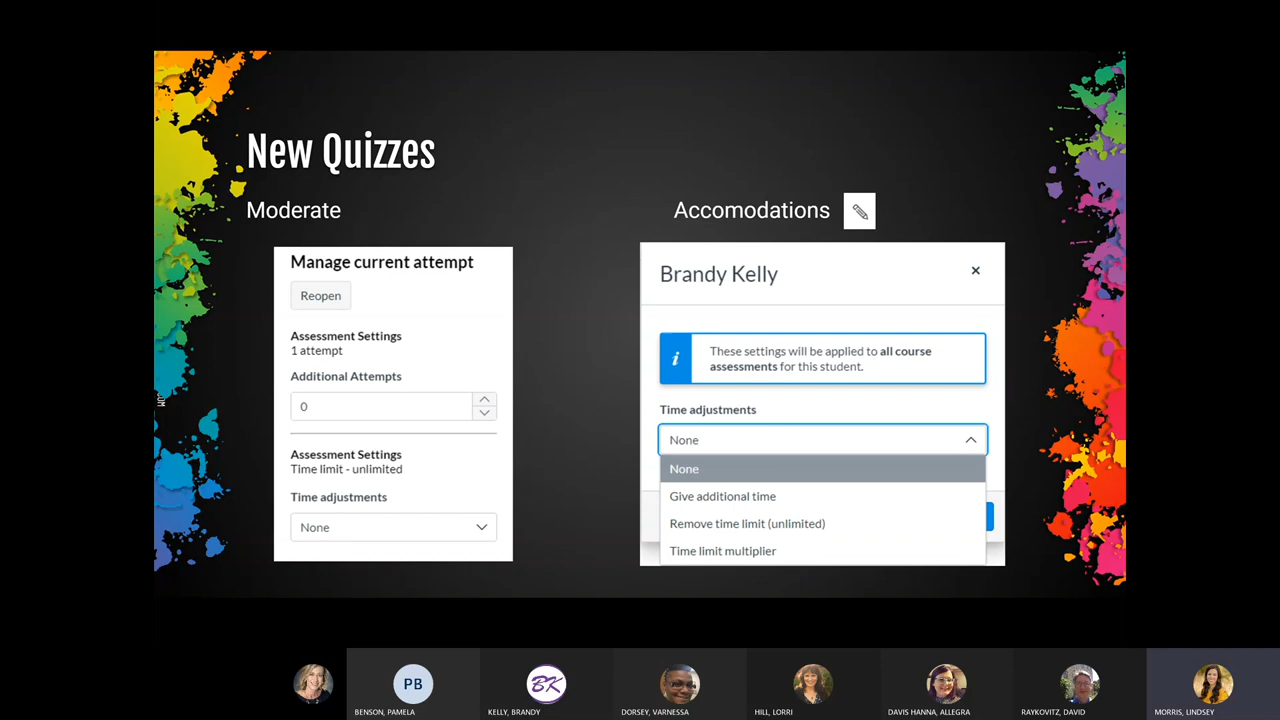 New Quizzes
Moderate
Accomodations
Manage current attempt
Reopen
Assessment Settings
1 attempt
Additional Attempts
0
Assessment Settings
Time limit - unlimited
Time adjustments
None
Brandy Kelly
×
i
These settings will be applied to all course
assessments for this student.
Time adjustments
None
None
Give additional time
Remove time limit (unlimited)
Time limit multiplier
PB
BK
BENSON, PAMELA
KELLY, BRANDY
DORSEY, VARNESSA
HILL, LORRI
DAVIS HANNA, ALLEGRA
RAYKOVITZ, DAVID
MORRIS, LINDSEY